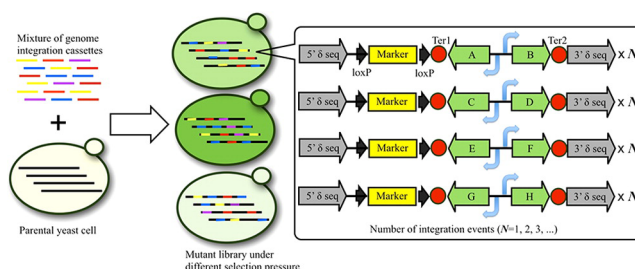 Mixture of genome
integration cassettes
Parental yeast cell
Mutant library under
different selection pressure
Ter1 Ter2
5' δ seq Marker A B 3' δ seq x N
loxP loxP
5' δ seq Marker C D 3' δ seq x N
5' δ seq Marker E F 3' δ seq x N
5' δ seq Marker G H 3' δ seq x N
Number of integration events (N=1, 2, 3, ...)